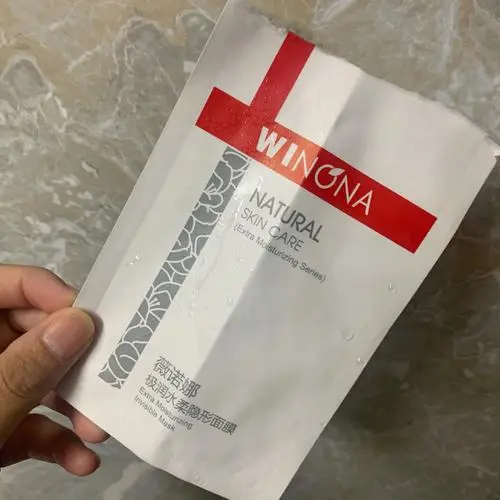 WINONA
NATURAL
SKIN CARE
(Extra Moisturizing Series)
薇诺娜
极润水柔隐形面膜
Extra Moisturizing
Invisible Mask